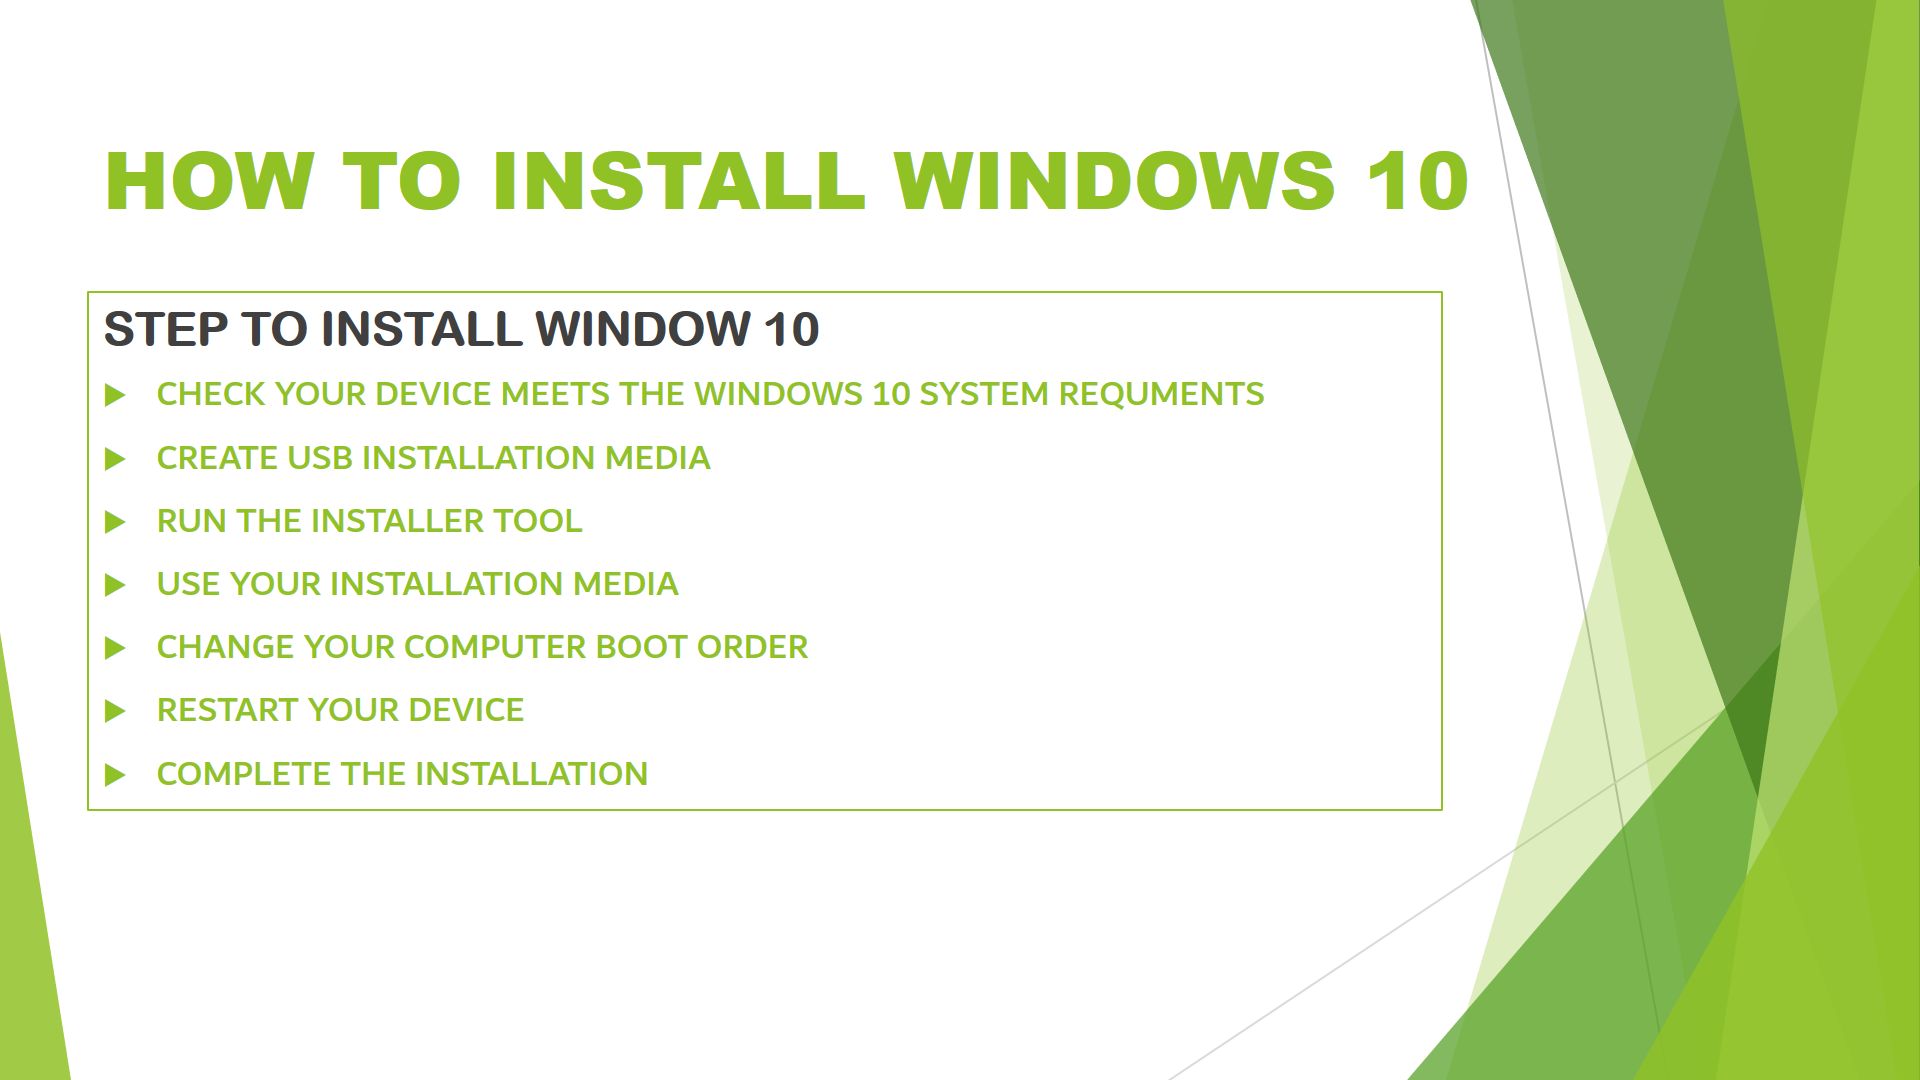 HOW TO INSTALL WINDOWS 10
STEP TO INSTALL WINDOW 10
CHECK YOUR DEVICE MEETS THE WINDOWS 10 SYSTEM REQUMENTS
CREATE USB INSTALLATION MEDIA
RUN THE INSTALLER TOOL
USE YOUR INSTALLATION MEDIA
CHANGE YOUR COMPUTER BOOT ORDER
RESTART YOUR DEVICE
COMPLETE THE INSTALLATION